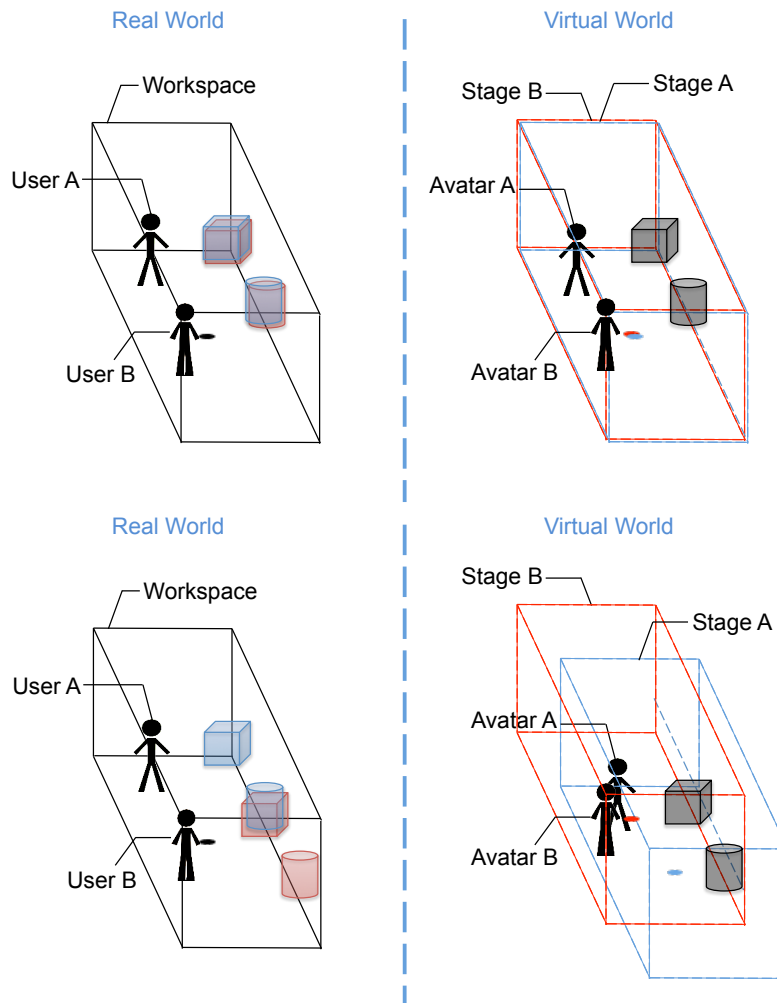 Real World
Virtual World
Workspace
Stage A
Stage B
User A
Avatar A
User B
Avatar B
Real World
Virtual World
Stage B
Workspace
Stage A
User A
Avatar A
User B
Avatar B